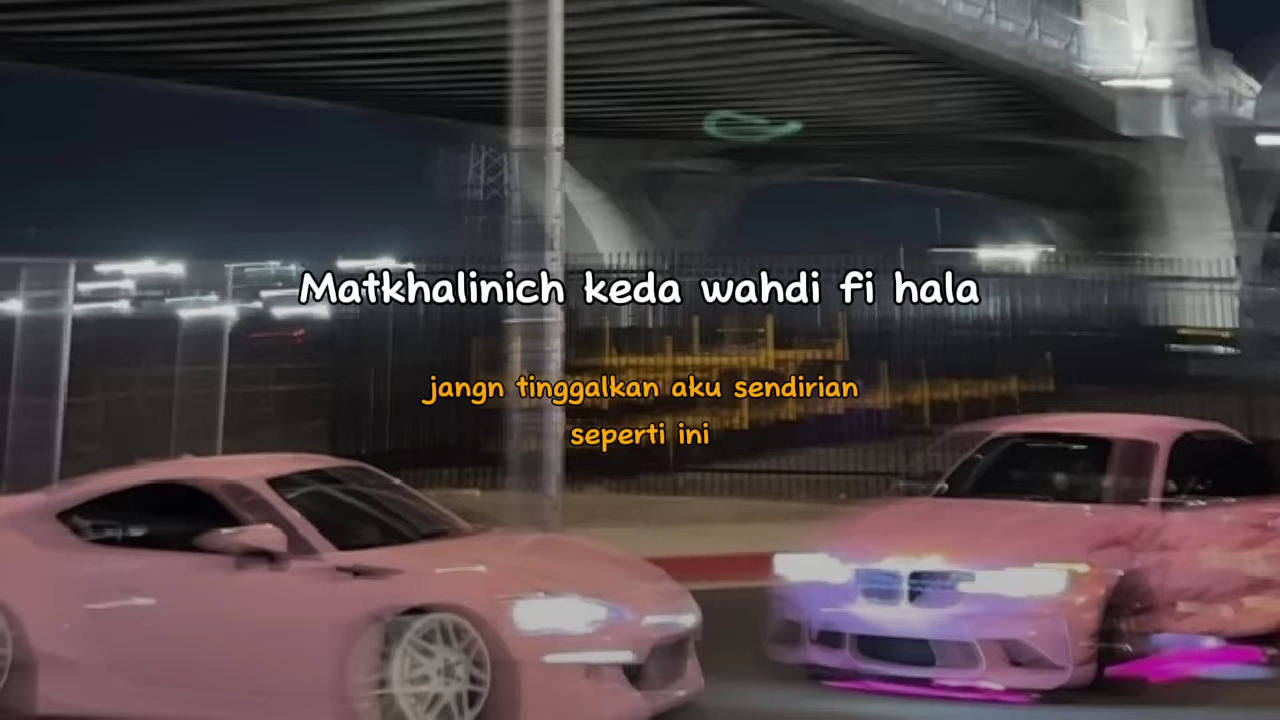 Matkhalinich keda wahdi fi hala
jangn tinggalkan aku sendirian
seperti ini